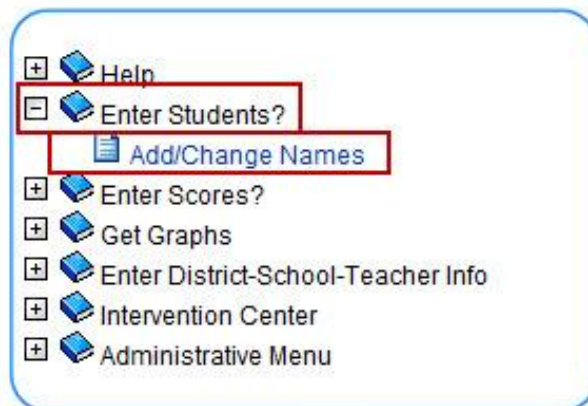 Help
Enter Students?
Add/Change Names
Enter Scores?
Get Graphs
Enter District-School-Teacher Info
Intervention Center
Administrative Menu